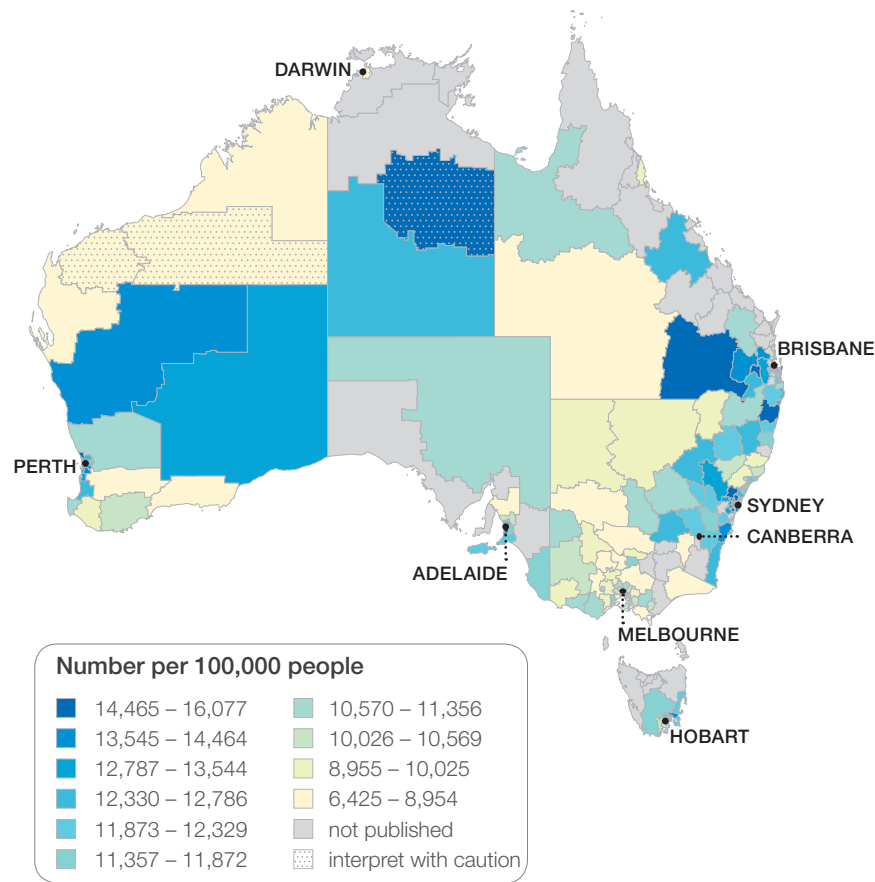 DARWIN
BRISBANE
PERTH
SYDNEY
CANBERRA
ADELAIDE
MELBOURNE
HOBART
Number per 100,000 people
14,465 – 16,077
13,545 – 14,464
12,787 – 13,544
12,330 – 12,786
11,873 – 12,329
11,357 – 11,872
10,570 – 11,356
10,026 – 10,569
8,955 – 10,025
6,425 – 8,954
not published
interpret with caution